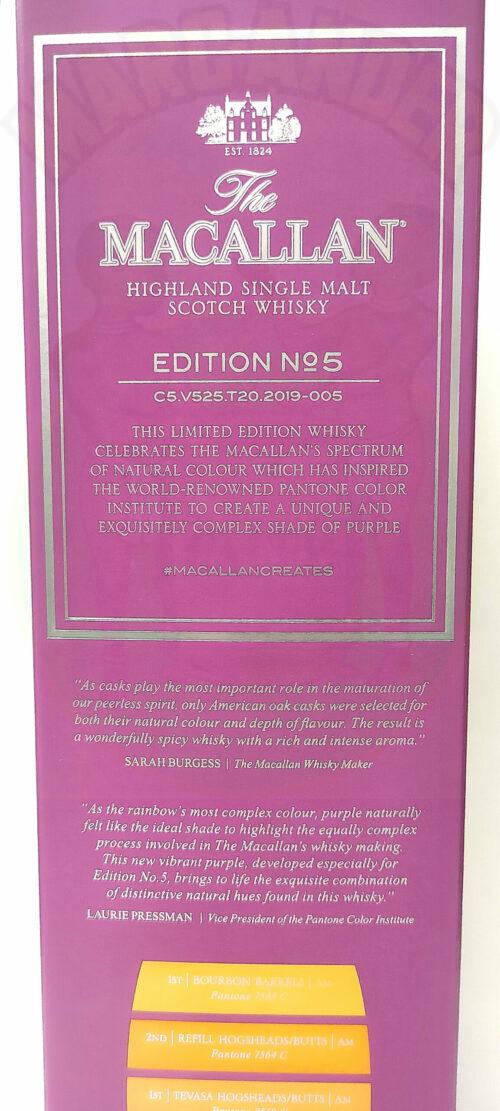 EST. 1824
The
MACALLAN®
HIGHLAND SINGLE MALT
SCOTCH WHISKY
EDITION Nº5
C5.V525.T20.2019-005
THIS LIMITED EDITION WHISKY
CELEBRATES THE MACALLAN'S SPECTRUM
OF NATURAL COLOUR WHICH HAS INSPIRED
THE WORLD-RENOWNED PANTONE COLOR
INSTITUTE TO CREATE A UNIQUE AND
EXQUISITELY COMPLEX SHADE OF PURPLE
#MACALLANCREATES
"As casks play the most important role in the maturation of
our peerless spirit, only American oak casks were selected for
both their natural colour and depth of flavour. The result is
a wonderfully spicy whisky with a rich and intense aroma."
SARAH BURGESS | The Macallan Whisky Maker
"As the rainbow's most complex colour, purple naturally
felt like the ideal shade to highlight the equally complex
process involved in The Macallan's whisky making.
This new vibrant purple, developed especially for
Edition No.5, brings to life the exquisite combination
of distinctive natural hues found in this whisky."
LAURIE PRESSMAN | Vice President of the Pantone Color Institute
1ST | BOURBON BARRELS | AM
Pantone C
2ND | REFILL HOGSHEADS/BUTTS | AM
Pantone 7564 C
1ST | TEVASA HOGSHEADS/BUTTS | AM